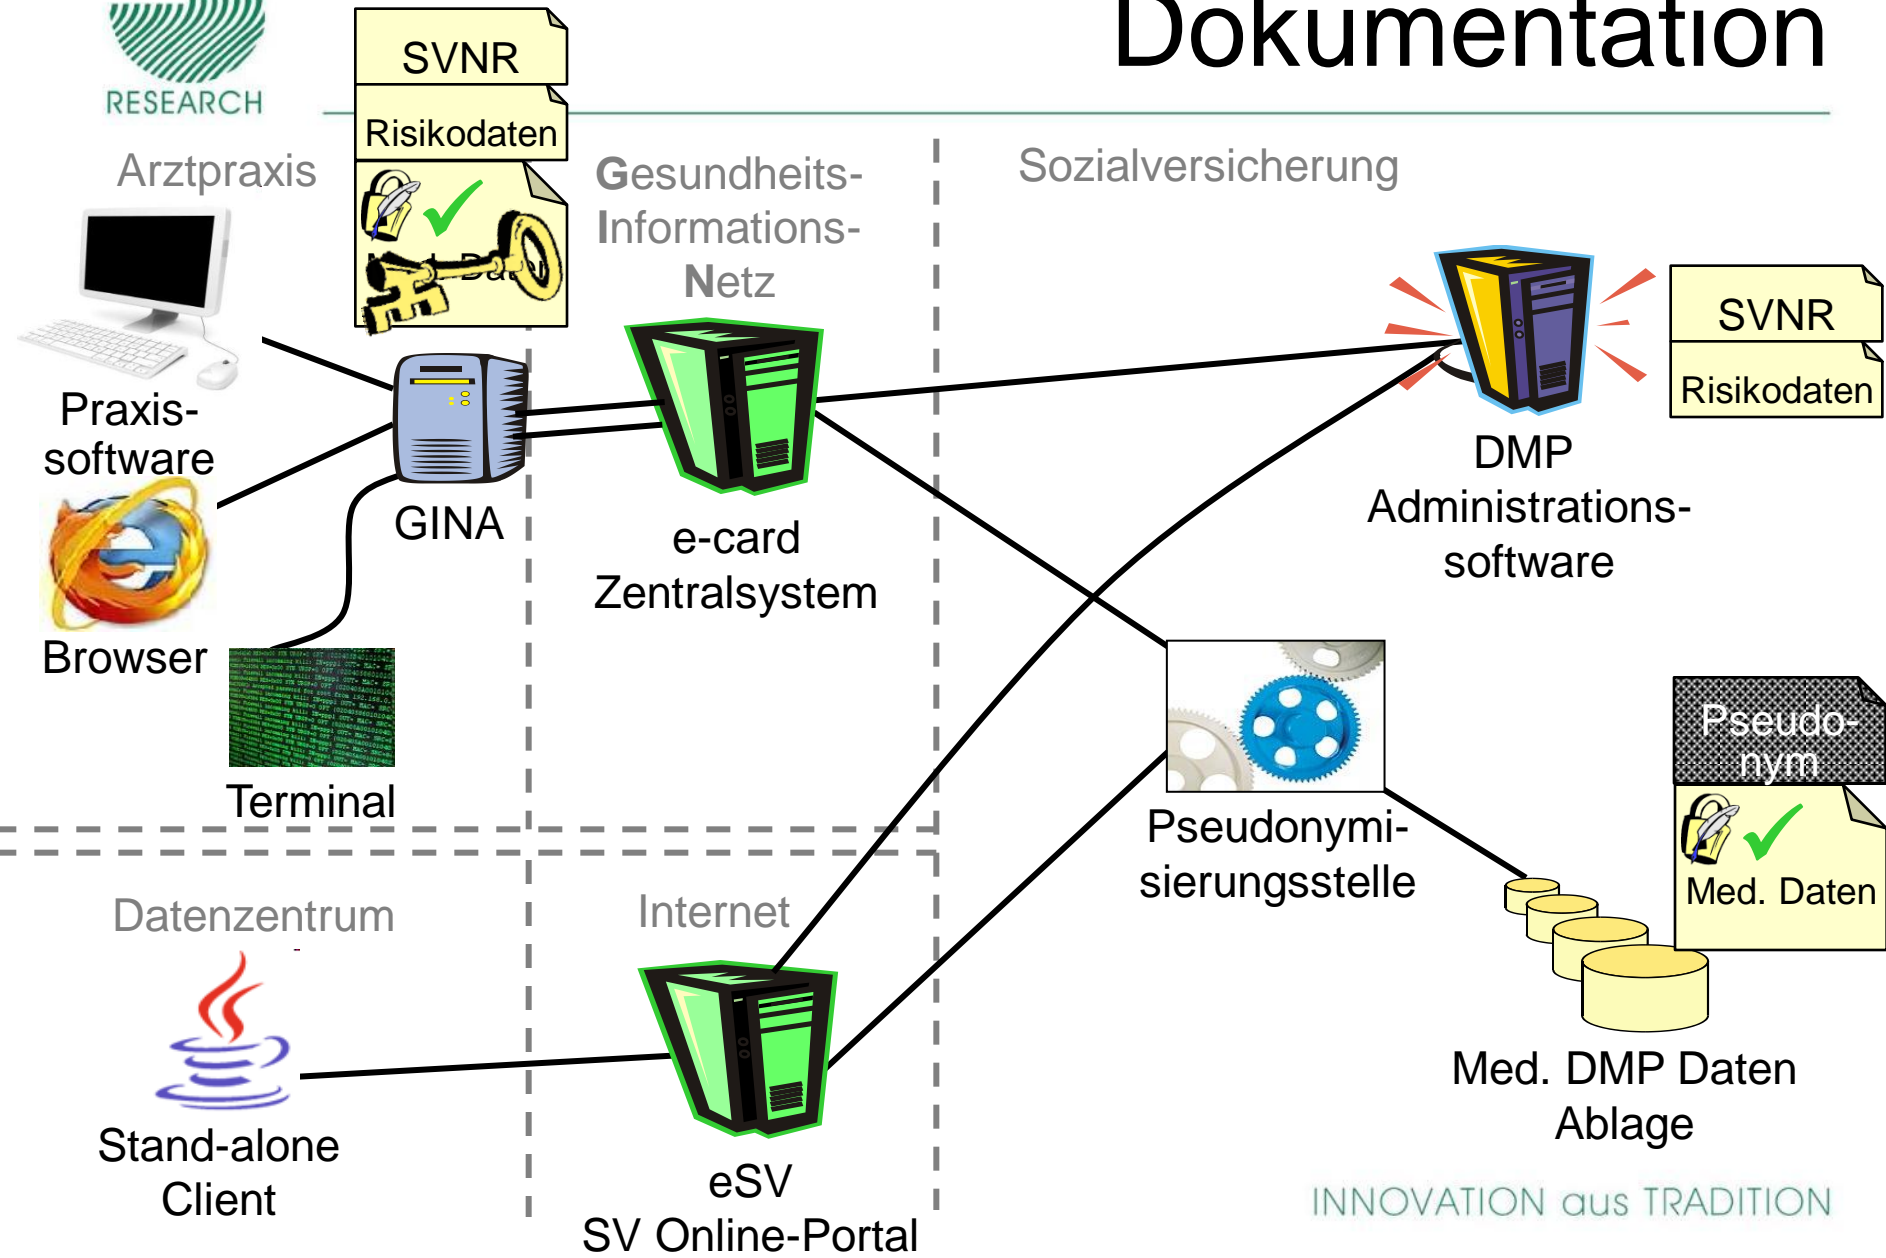 Dokumentation
RESEARCH
SVNR
Risikodaten
Arztpraxis
Gesundheits-
Informations-
Netz
Sozialversicherung
Praxis-
software
Browser
Terminal
GINA
e-card
Zentralsystem
SVNR
Risikodaten
DMP
Administrations-
software
Pseudonymi-
sierungsstelle
Pseudo-
nym
Med. Daten
Med. DMP Daten
Ablage
Datenzentrum
Internet
Stand-alone
Client
eSV
SV Online-Portal
INNOVATION aus TRADITION